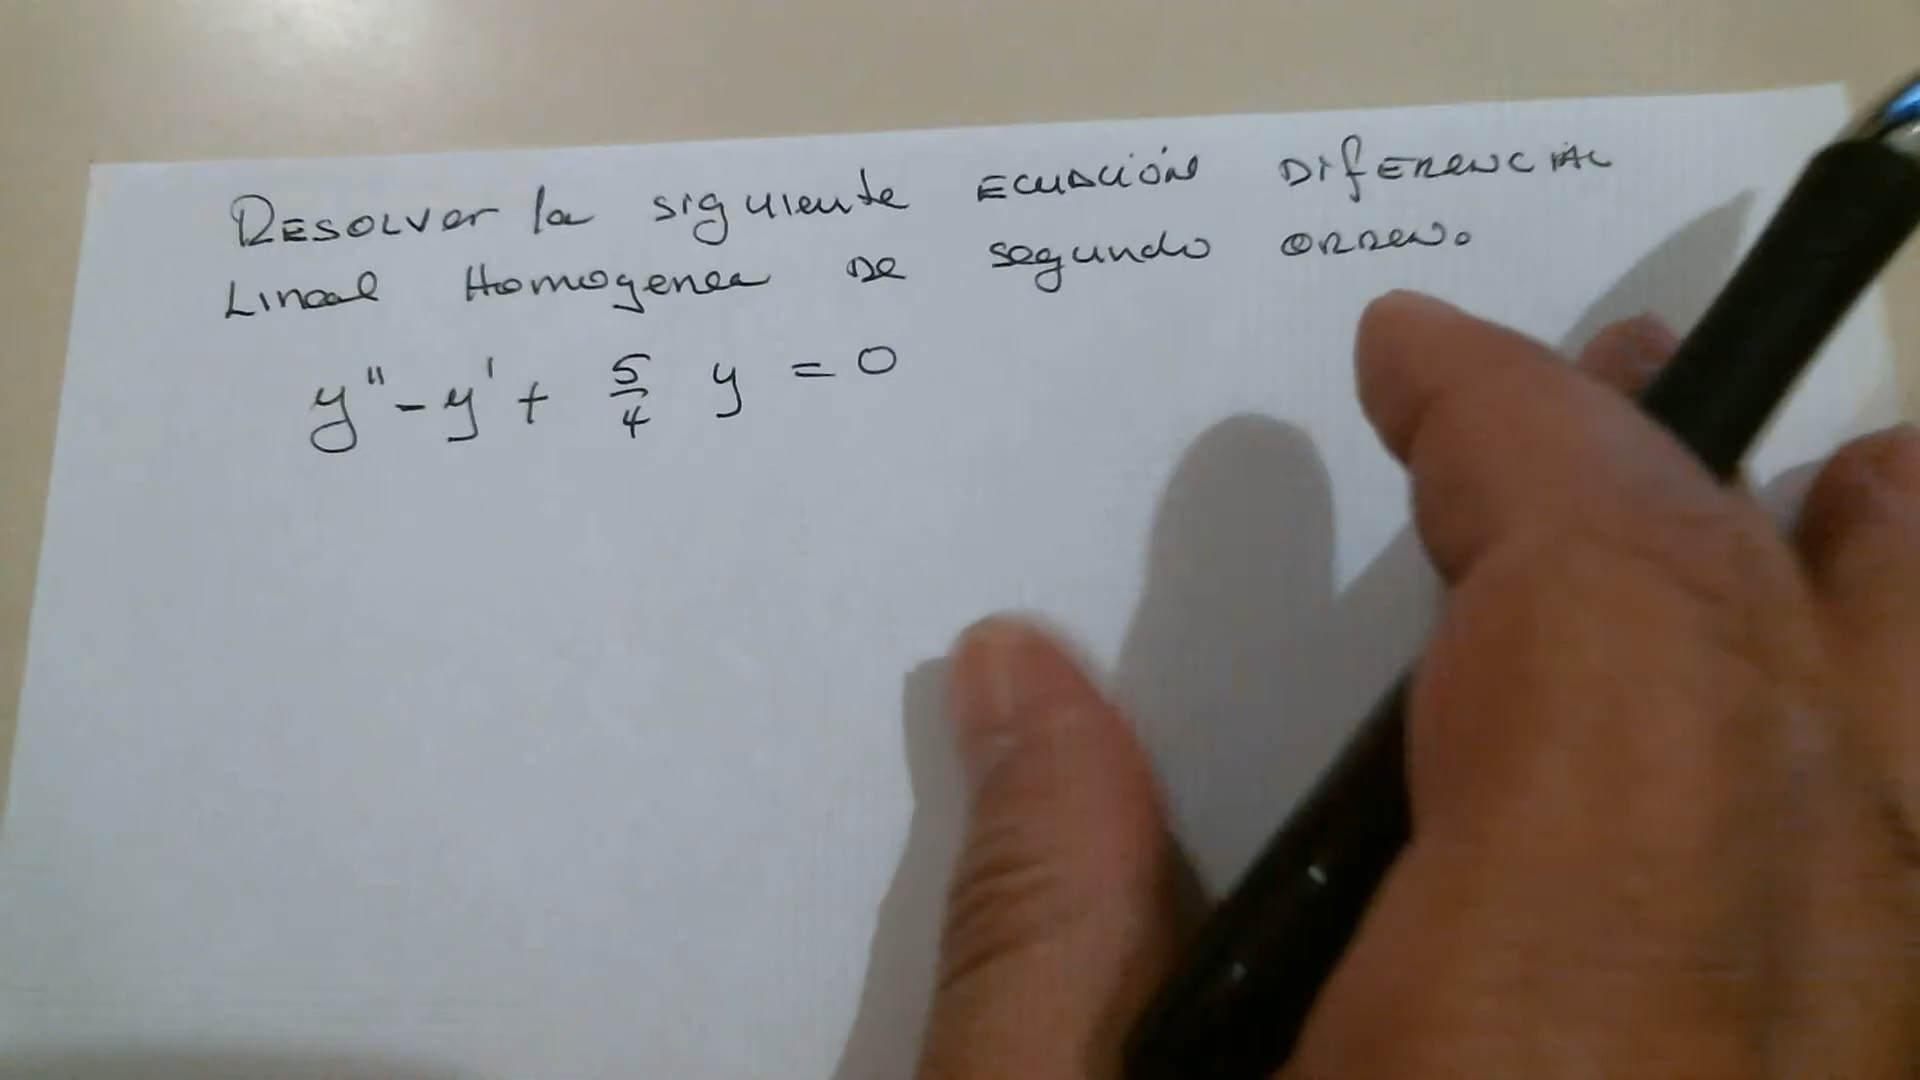 RESOLVER la siguiente ECUACIÓN DIFERENCIAL
Lineal Homogenea DE segundo ORDEN.
y'' - y' + 5/4 y = 0